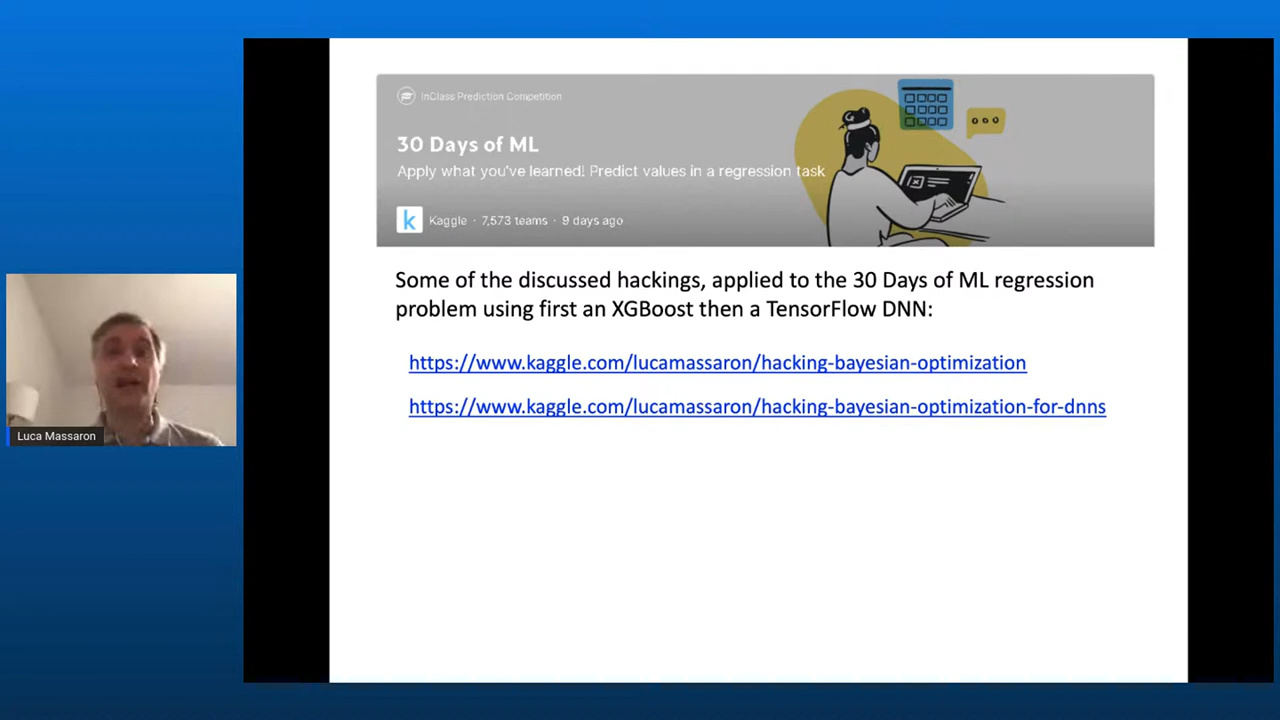 InClass Prediction Competition
30 Days of ML
Apply what you've learned! Predict values in a regression task
k
Kaggle · 7,573 teams · 9 days ago
Some of the discussed hackings, applied to the 30 Days of ML regression
problem using first an XGBoost then a TensorFlow DNN:
https://www.kaggle.com/lucamassaron/hacking-bayesian-optimization
https://www.kaggle.com/lucamassaron/hacking-bayesian-optimization-for-dnns
Luca Massaron